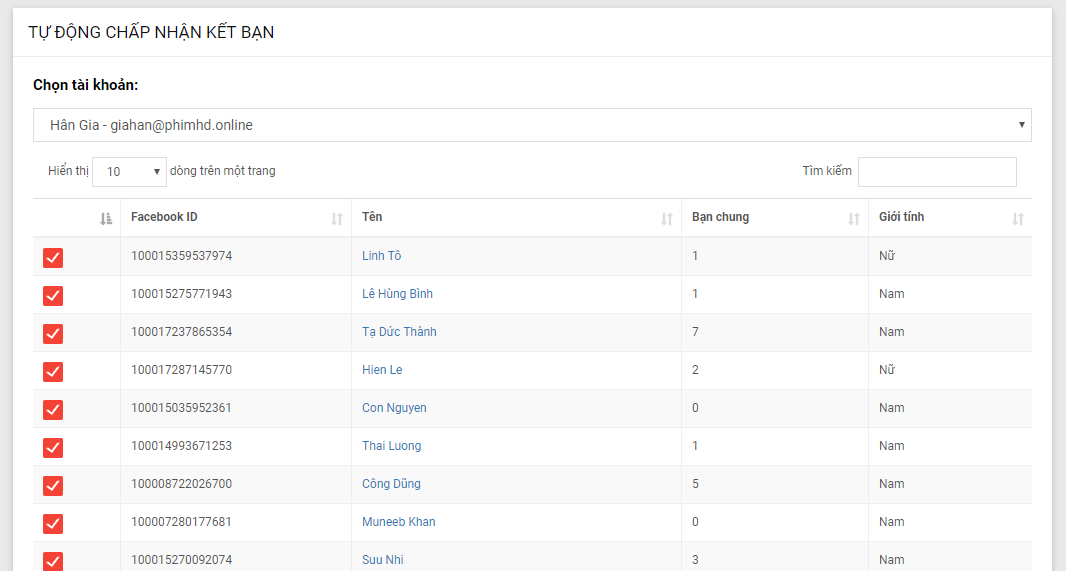 TỰ ĐỘNG CHẤP NHẬN KẾT BẠN
Chọn tài khoản:
Hân Gia - giahan@phimhd.online
Hiển thị 10 dòng trên một trang Tìm kiếm
Facebook ID Tên Bạn chung Giới tính
100015359537974 Linh Tô 1 Nữ
100015275771943 Lê Hùng Bình 1 Nam
100017237865354 Tạ Dức Thành 7 Nam
100017287145770 Hien Le 2 Nữ
100015035952361 Con Nguyen 0 Nam
100014993671253 Thai Luong 1 Nam
100008722026700 Công Dũng 5 Nam
100007280177681 Muneeb Khan 0 Nam
100015270092074 Suu Nhi 3 Nam